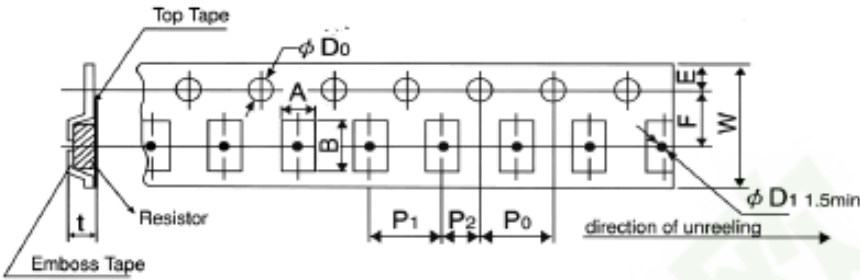 Top Tape
φ D0
A
B
E
F
W
t
Resistor
P1
P2
P0
φ D1 1.5min
direction of unreeling
Emboss Tape